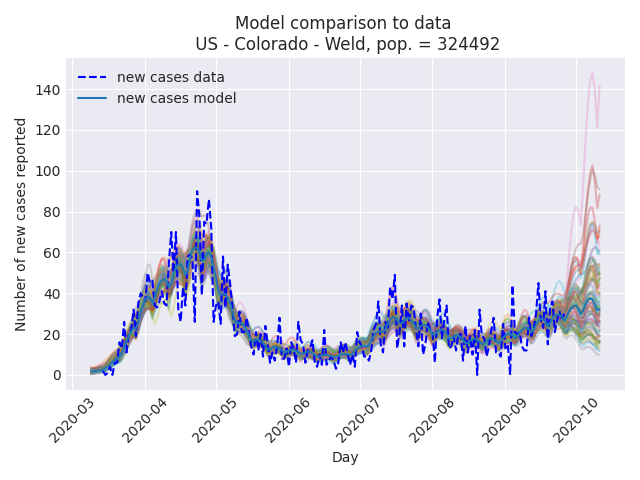 Model comparison to data
US - Colorado - Weld, pop. = 324492
new cases data
new cases model
Number of new cases reported
140
120
100
80
60
40
20
0
2020-03
2020-04
2020-05
2020-06
2020-07
2020-08
2020-09
2020-10
Day